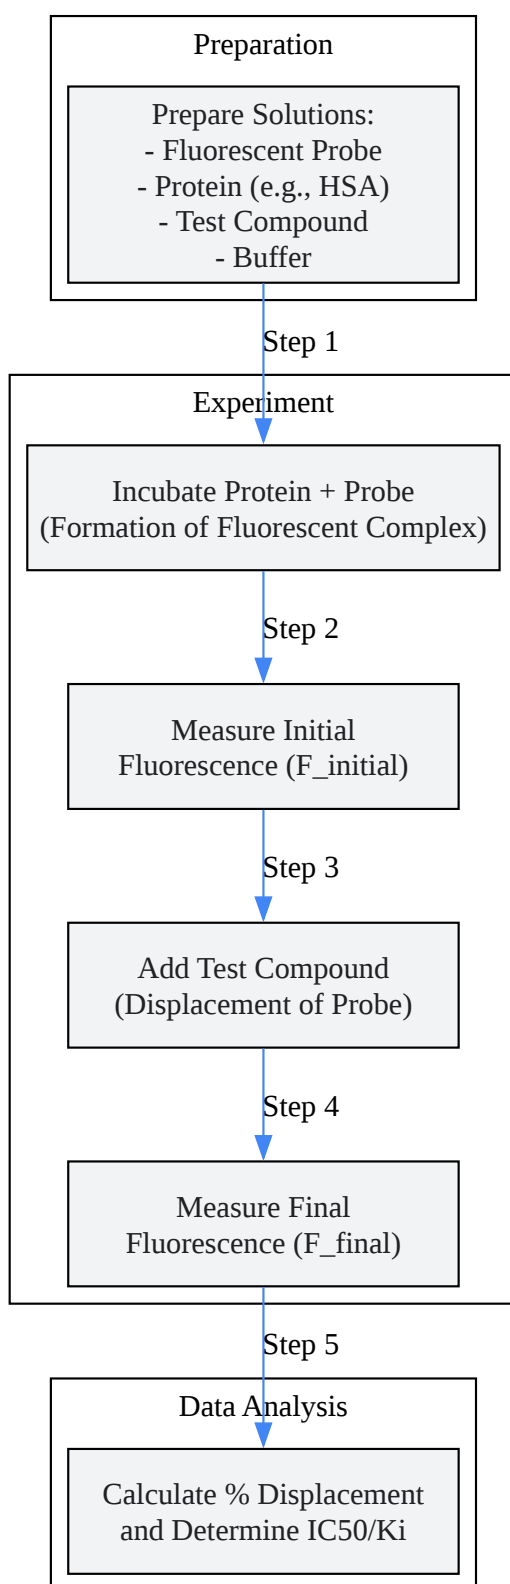 Preparation
Prepare Solutions:
- Fluorescent Probe
- Protein (e.g., HSA)
- Test Compound
- Buffer
Step 1
Experiment
Incubate Protein + Probe
(Formation of Fluorescent Complex)
Step 2
Measure Initial
Fluorescence (F_initial)
Step 3
Add Test Compound
(Displacement of Probe)
Step 4
Measure Final
Fluorescence (F_final)
Step 5
Data Analysis
Calculate % Displacement
and Determine IC50/Ki